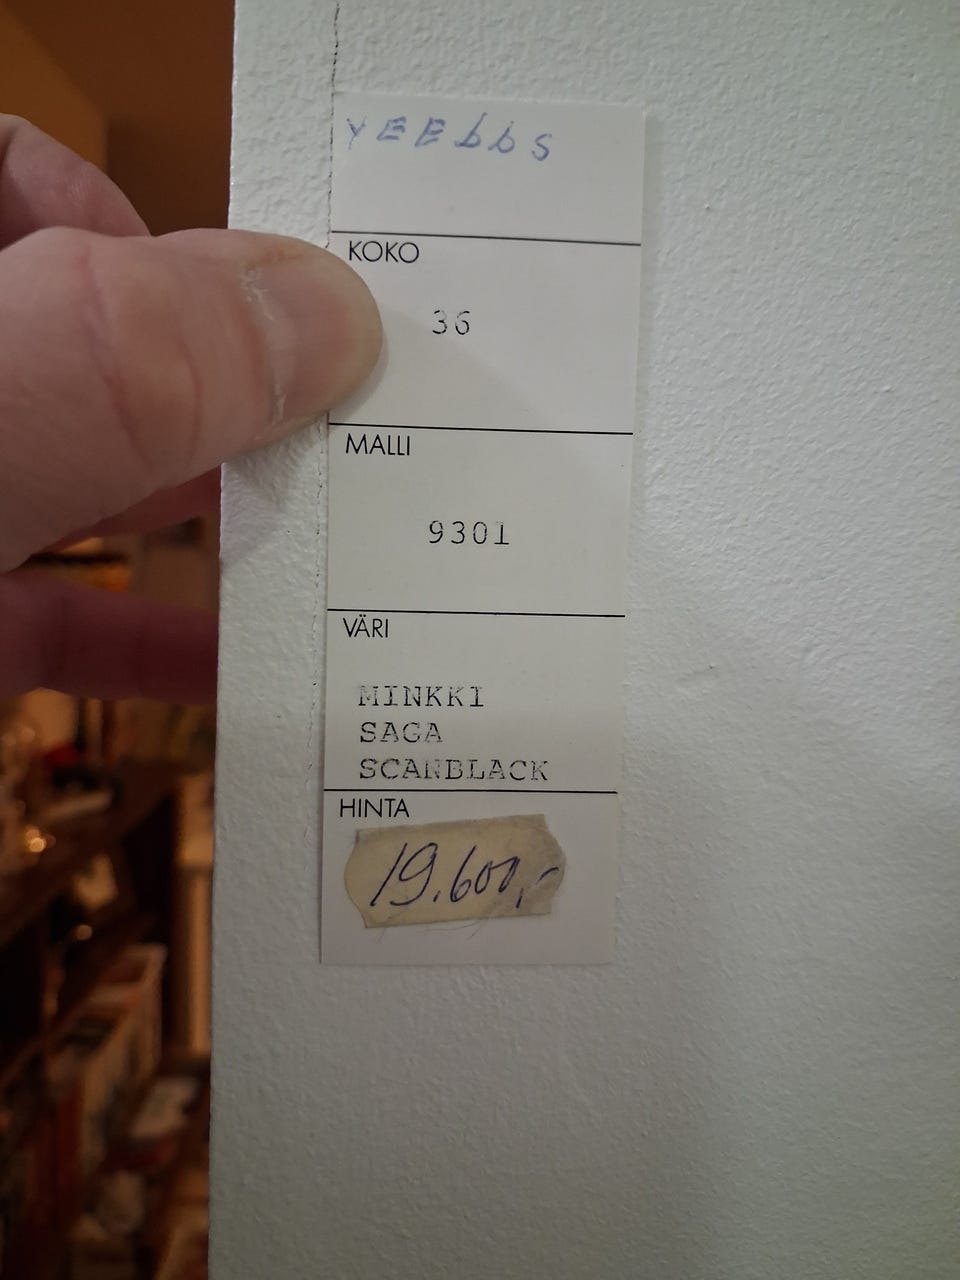 YEEbbS
KOKO
36
MALLI
9301
VÄRI
MINKKI
SAGA
SCANBLACK
HINTA
19.600,-